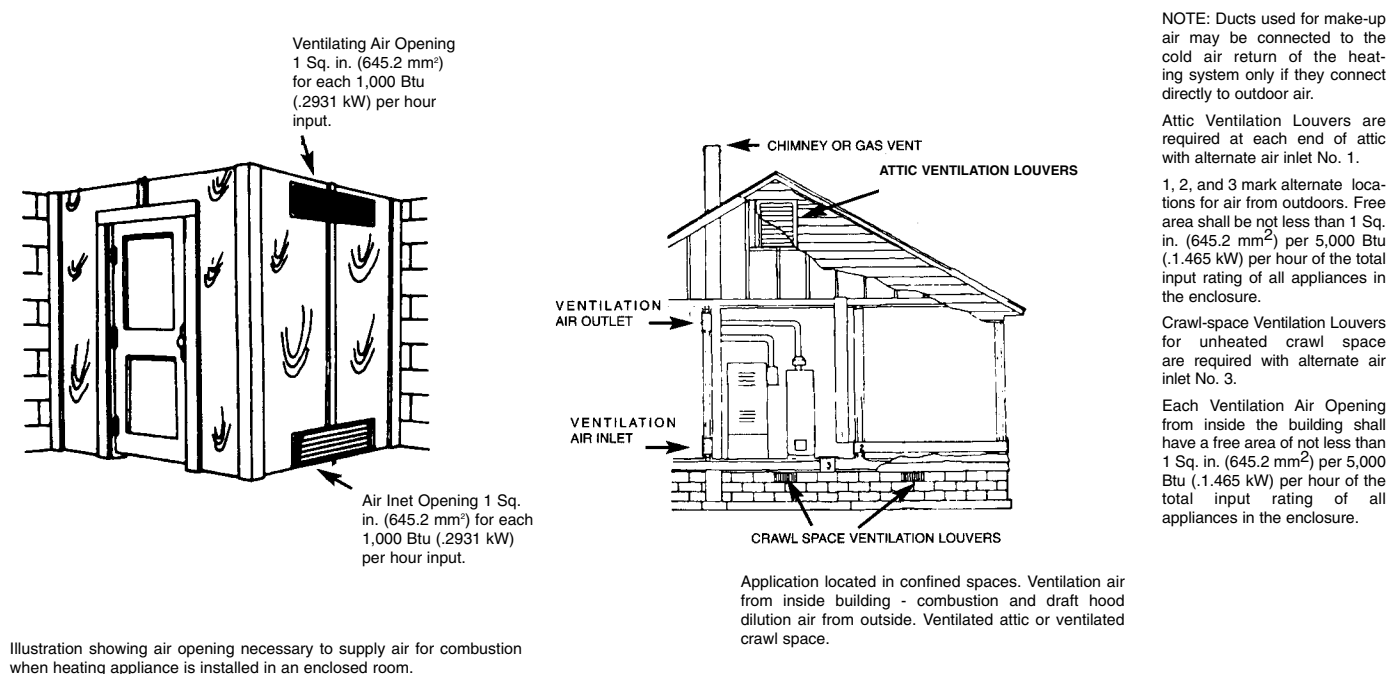 Ventilating Air Opening
1 Sq. in. (645.2 mm²)
for each 1,000 Btu
(.2931 kW) per hour
input.
Air Inet Opening 1 Sq.
in. (645.2 mm²) for each
1,000 Btu (.2931 kW)
per hour input.
Illustration showing air opening necessary to supply air for combustion
when heating appliance is installed in an enclosed room.
CHIMNEY OR GAS VENT
ATTIC VENTILATION LOUVERS
VENTILATION
AIR OUTLET
VENTILATION
AIR INLET
3
CRAWL SPACE VENTILATION LOUVERS
Application located in confined spaces. Ventilation air
from inside building - combustion and draft hood
dilution air from outside. Ventilated attic or ventilated
crawl space.
NOTE: Ducts used for make-up
air may be connected to the
cold air return of the heat-
ing system only if they connect
directly to outdoor air.
Attic Ventilation Louvers are
required at each end of attic
with alternate air inlet No. 1.
1, 2, and 3 mark alternate loca-
tions for air from outdoors. Free
area shall be not less than 1 Sq.
in. (645.2 mm2) per 5,000 Btu
(.1.465 kW) per hour of the total
input rating of all appliances in
the enclosure.
Crawl-space Ventilation Louvers
for unheated crawl space
are required with alternate air
inlet No. 3.
Each Ventilation Air Opening
from inside the building shall
have a free area of not less than
1 Sq. in. (645.2 mm2) per 5,000
Btu (.1.465 kW) per hour of the
total input rating of all
appliances in the enclosure.